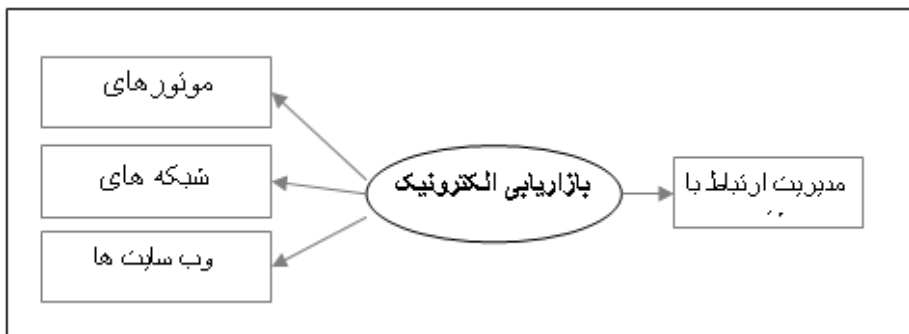 موتورهای
شبکه های
وب سایت ها
بازاریابی الکترونیک
مدیریت ارتباط با